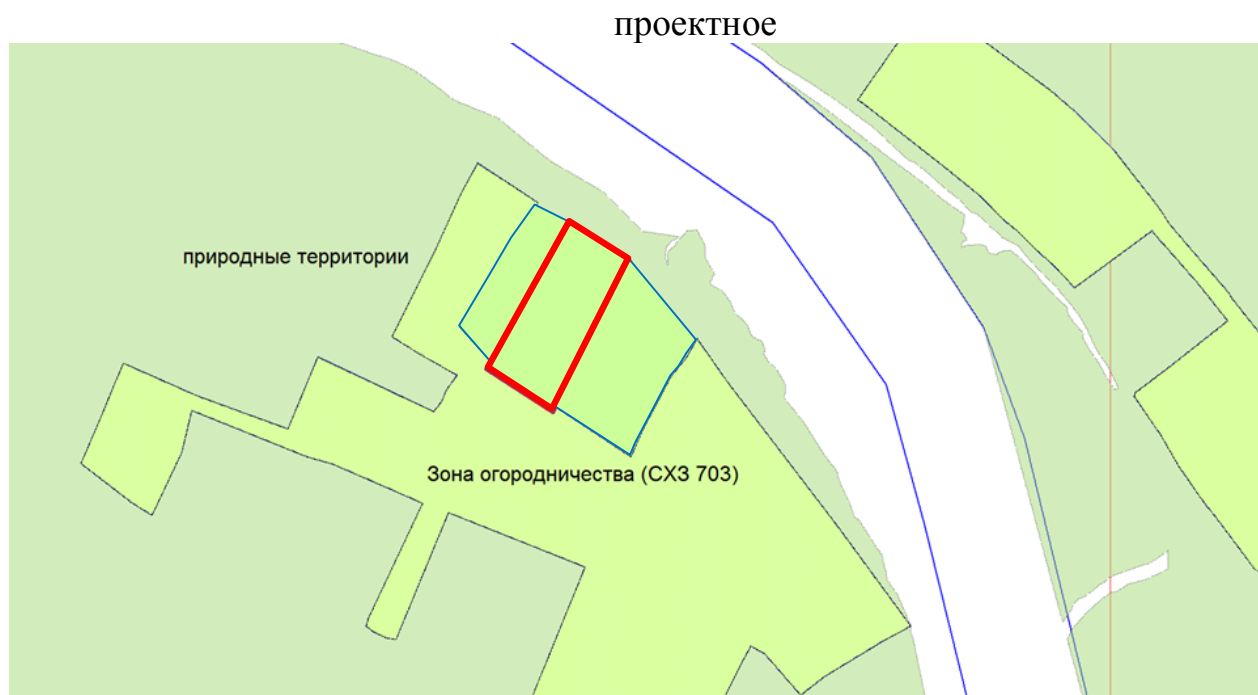 проектное
природные территории
Зона огородничества (СХЗ 703)